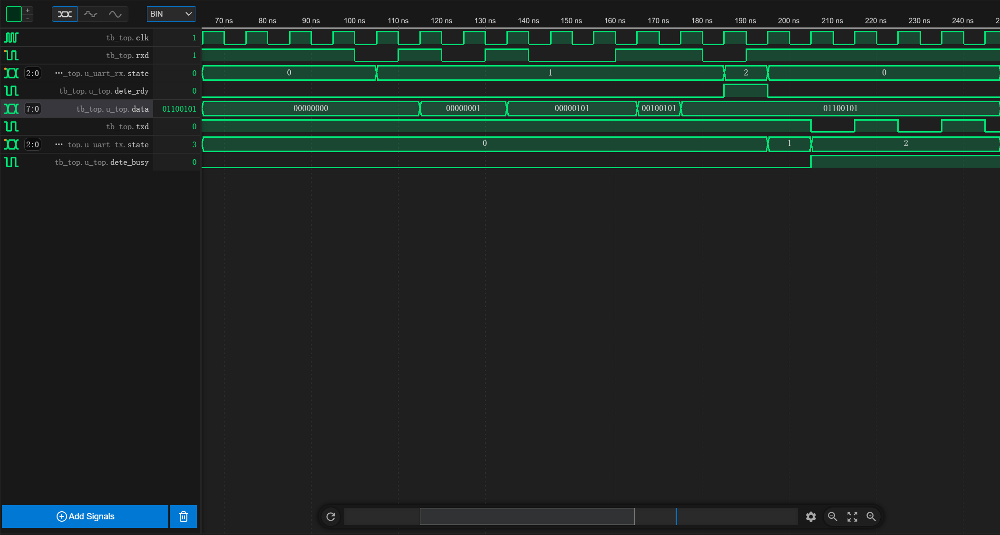 +
-
BIN
70 ns 80 ns 90 ns 100 ns 110 ns 120 ns 130 ns 140 ns 150 ns 160 ns 170 ns 180 ns 190 ns 200 ns 210 ns 220 ns 230 ns 240 ns 2
tb_top.clk 1
tb_top.rxd 1
2:0 …_top.u_uart_rx.state 0 0 1 2 0
tb_top.u_top.dete_rdy 0
7:0 tb_top.u_top.data 01100101 00000000 00000001 00000101 00100101 01100101
tb_top.txd 0
2:0 …_top.u_uart_tx.state 3 0 1 2
tb_top.u_top.dete_busy 0
Add Signals